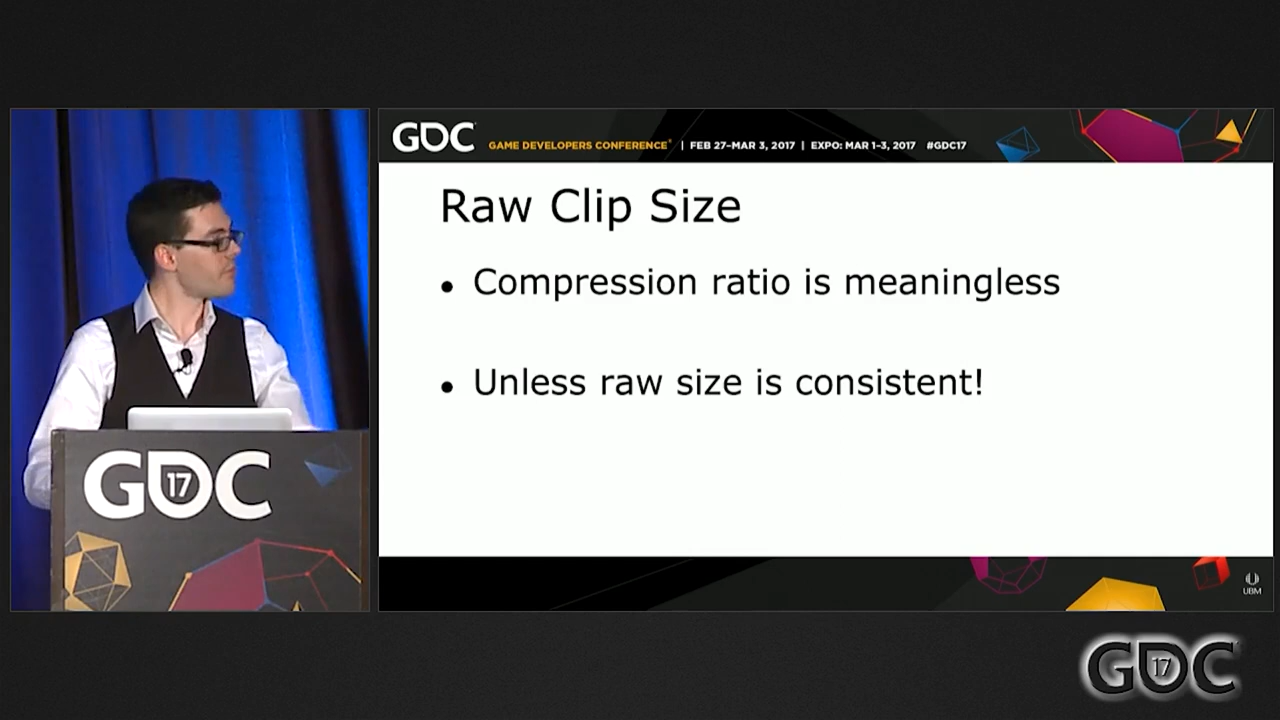 GDC GAME DEVELOPERS CONFERENCE® | FEB 27–MAR 3, 2017 | EXPO: MAR 1–3, 2017 #GDC17
Raw Clip Size
• Compression ratio is meaningless
• Unless raw size is consistent!
GDC 17
UBM
GDC 17